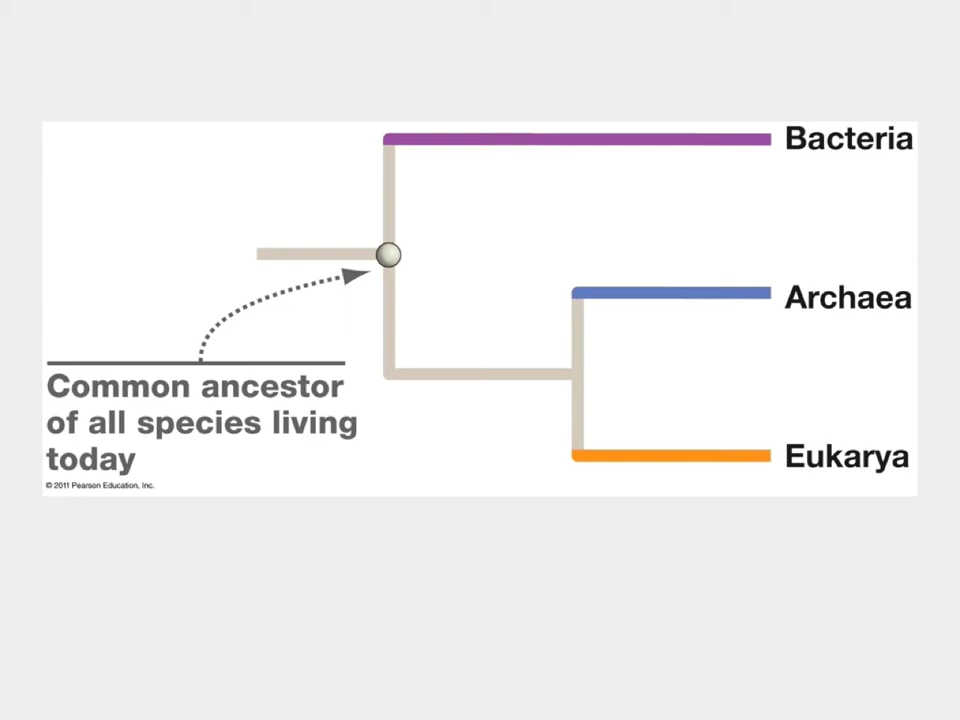 Bacteria
Archaea
Common ancestor
of all species living
today
Eukarya
© 2011 Pearson Education, Inc.